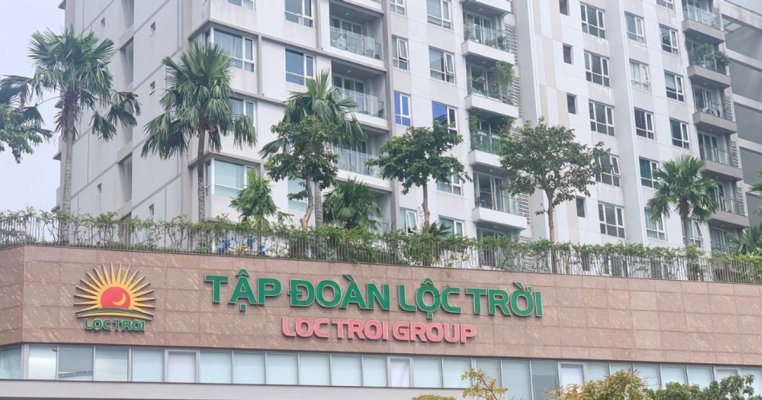 TẬP ĐOÀN LỘC TRỜI
LOC TROI GROUP
LỘC TRỜI